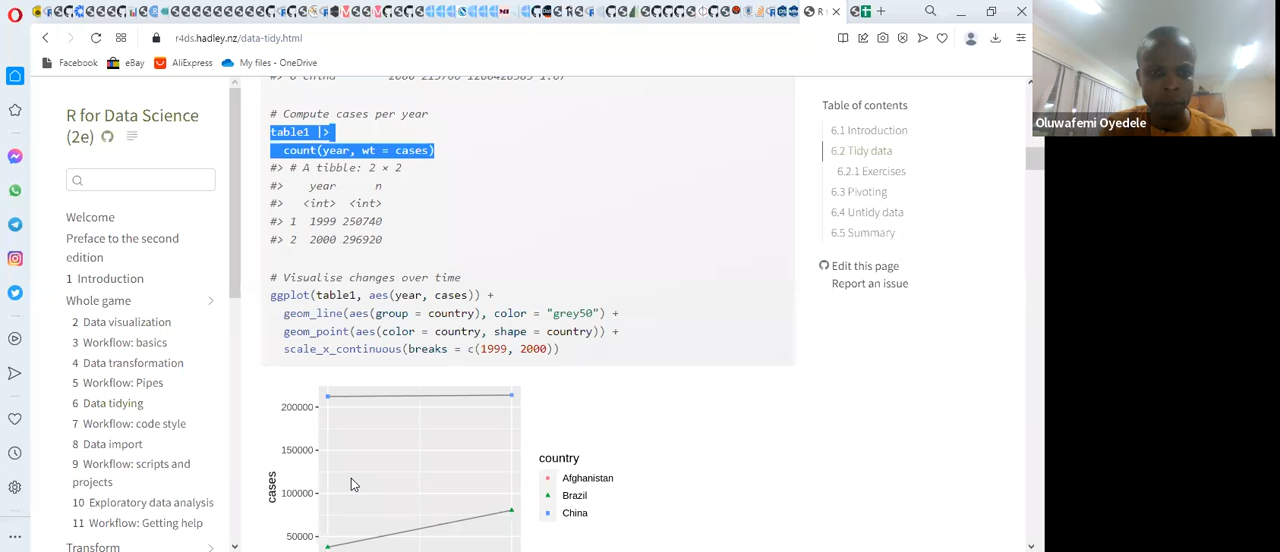 R
r4ds.hadley.nz/data-tidy.html
Facebook
eBay
AliExpress
My files - OneDrive
R for Data Science
(2e)
Welcome
Preface to the second
edition
1 Introduction
Whole game
2 Data visualization
3 Workflow: basics
4 Data transformation
5 Workflow: Pipes
6 Data tidying
7 Workflow: code style
8 Data import
9 Workflow: scripts and
projects
10 Exploratory data analysis
11 Workflow: Getting help
Transform
# Compute cases per year
table1 |>
count(year, wt = cases)
#> # A tibble: 2 × 2
#> year n
#> <int> <int>
#> 1 1999 250740
#> 2 2000 296920
# Visualise changes over time
ggplot(table1, aes(year, cases)) +
geom_line(aes(group = country), color = "grey50") +
geom_point(aes(color = country, shape = country)) +
scale_x_continuous(breaks = c(1999, 2000))
200000
150000
100000
50000
cases
country
Afghanistan
Brazil
China
Table of contents
6.1 Introduction
6.2 Tidy data
6.2.1 Exercises
6.3 Pivoting
6.4 Untidy data
6.5 Summary
Edit this page
Report an issue
Oluwafemi Oyedele